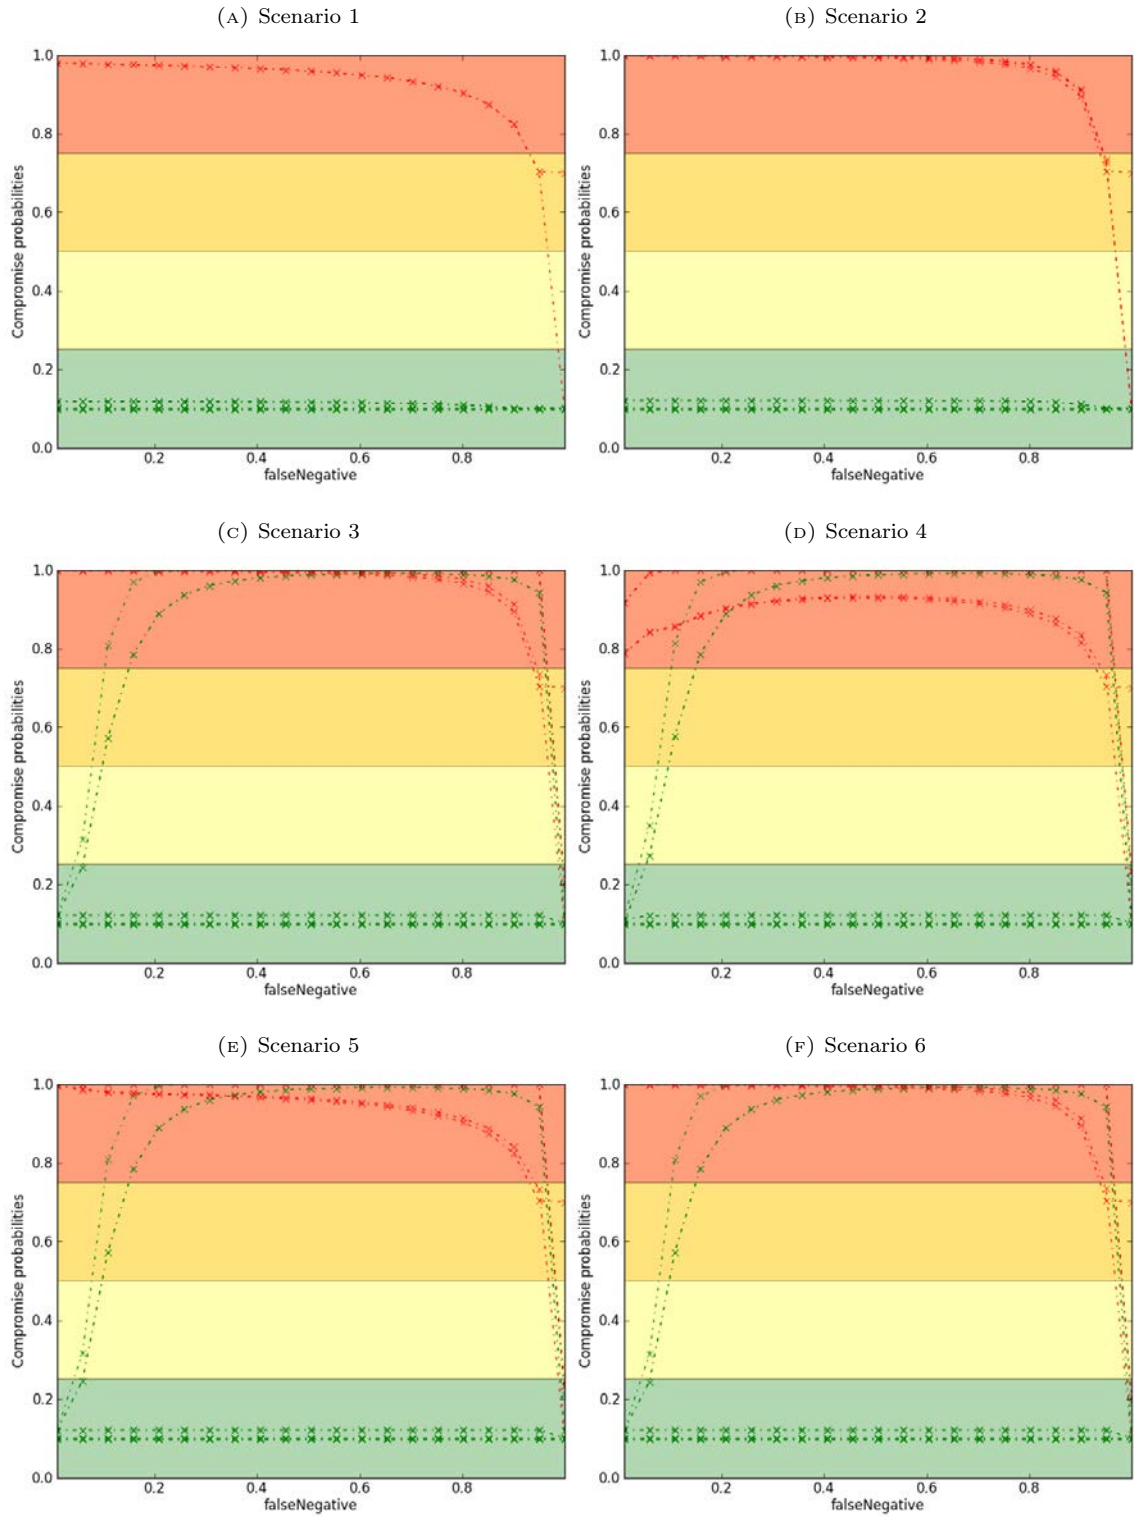 (A) Scenario 1
1.0
0.8
0.6
0.4
0.2
0.0
Compromise probabilities
0.2 0.4 0.6 0.8
falseNegative
(B) Scenario 2
1.0
0.8
0.6
0.4
0.2
0.0
Compromise probabilities
0.2 0.4 0.6 0.8
falseNegative
(C) Scenario 3
1.0
0.8
0.6
0.4
0.2
0.0
Compromise probabilities
0.2 0.4 0.6 0.8
falseNegative
(D) Scenario 4
1.0
0.8
0.6
0.4
0.2
0.0
Compromise probabilities
0.2 0.4 0.6 0.8
falseNegative
(E) Scenario 5
1.0
0.8
0.6
0.4
0.2
0.0
Compromise probabilities
0.2 0.4 0.6 0.8
falseNegative
(F) Scenario 6
1.0
0.8
0.6
0.4
0.2
0.0
Compromise probabilities
0.2 0.4 0.6 0.8
falseNegative